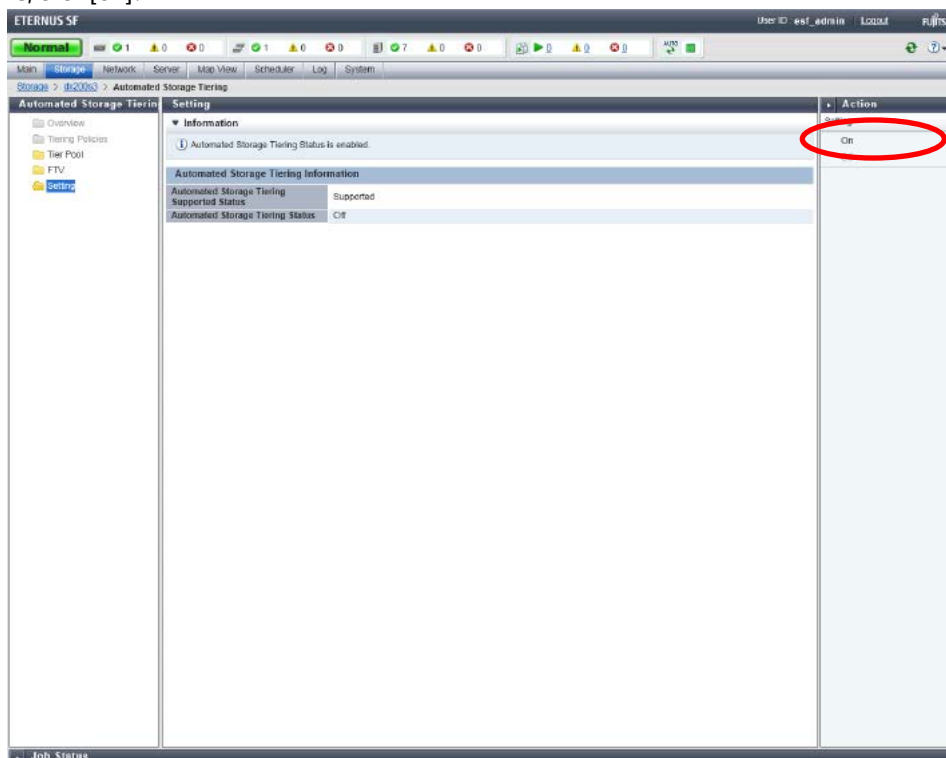 ETERNUS SF User ID esf_admin Logout
Normal 1 0 0 1 0 0 7 0 0 0 0 0 AUTO
Main Storage Network Server Map View Scheduler Log System
Storage > dx200s3 > Automated Storage Tiering
Automated Storage Tierin Setting Action
Overview
Tiering Policies
Tier Pool
FTV
Setting
Information
Automated Storage Tiering Status is enabled.
Automated Storage Tiering Information
Automated Storage Tiering
Supported Status Supported
Automated Storage Tiering Status Off
On
Job Status